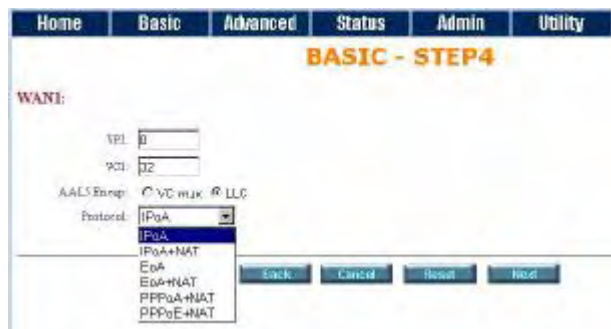 Home Basic Advanced Status Admin Utility
BASIC - STEP4
WAN1:
VPI: 0
VCI: 32
AAL5 Encap: VC mux LLC
Protocol: IPoA
IPoA
IPoA+NAT
EoA
EoA+NAT
PPPoA+NAT
PPPoE+NAT
Back Cancel Reset Next